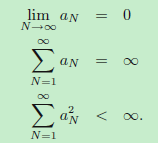 lim_{N→∞} a_N = 0
∑_{N=1}^{∞} a_N = ∞
∑_{N=1}^{∞} a_N^2 < ∞.